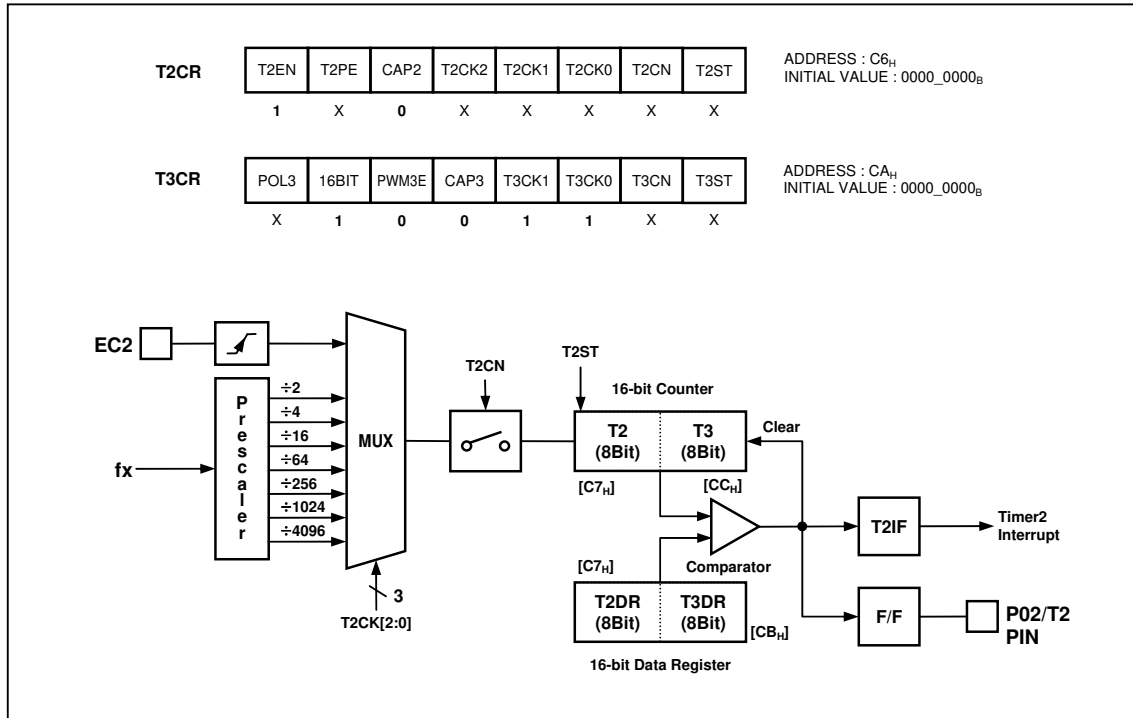 T2CR T2EN T2PE CAP2 T2CK2 T2CK1 T2CK0 T2CN T2ST
ADDRESS : C6H
INITIAL VALUE : 0000_0000B
1 X 0 X X X X X
T3CR POL3 16BIT PWM3E CAP3 T3CK1 T3CK0 T3CN T3ST
ADDRESS : CAH
INITIAL VALUE : 0000_0000B
X 1 0 0 1 1 X X
EC2
fx
Prescaler
÷2
÷4
÷16
÷64
÷256
÷1024
÷4096
MUX
3
T2CK[2:0]
T2CN
T2ST
16-bit Counter
T2
(8Bit)
T3
(8Bit)
Clear
[C7H]
[CCH]
Comparator
[C7H]
T2DR
(8Bit)
T3DR
(8Bit)
[CBH]
16-bit Data Register
T2IF
Timer2
Interrupt
F/F
P02/T2
PIN